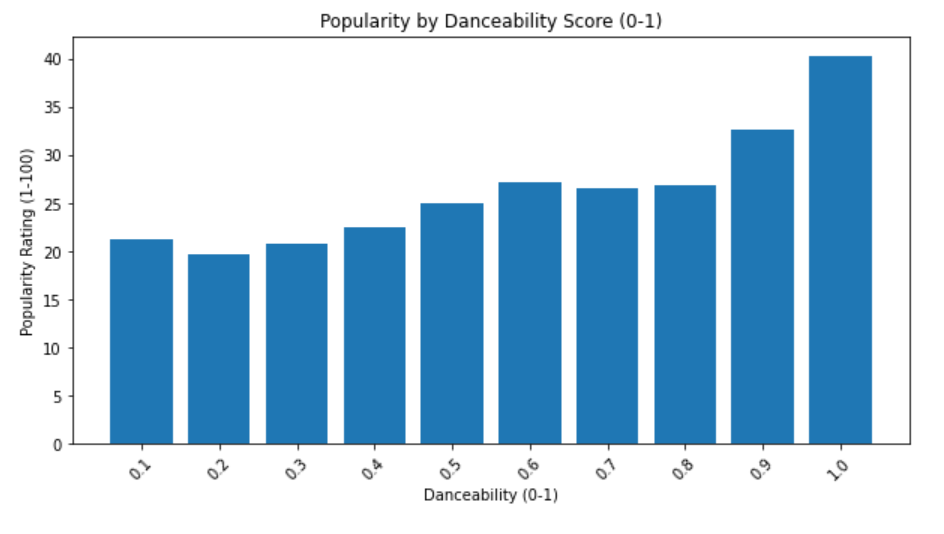 Popularity by Danceability Score (0-1)
Popularity Rating (1-100)
40
35
30
25
20
15
10
5
0
0.1 0.2 0.3 0.4 0.5 0.6 0.7 0.8 0.9 1.0
Danceability (0-1)